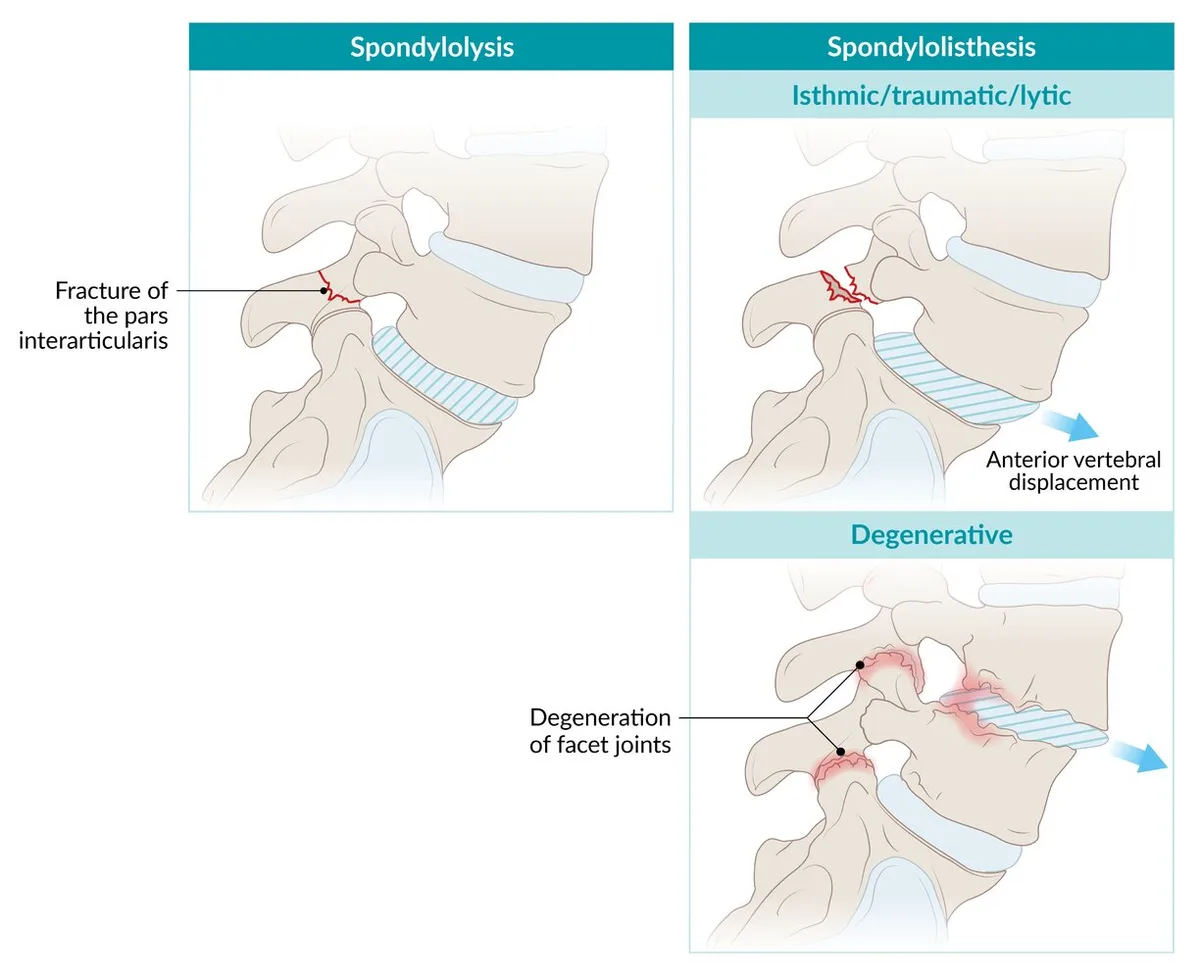 Spondylolysis
Fracture of
the pars
interarticularis
Spondylolisthesis
Isthmic/traumatic/lytic
Anterior vertebral
displacement
Degenerative
Degeneration
of facet joints